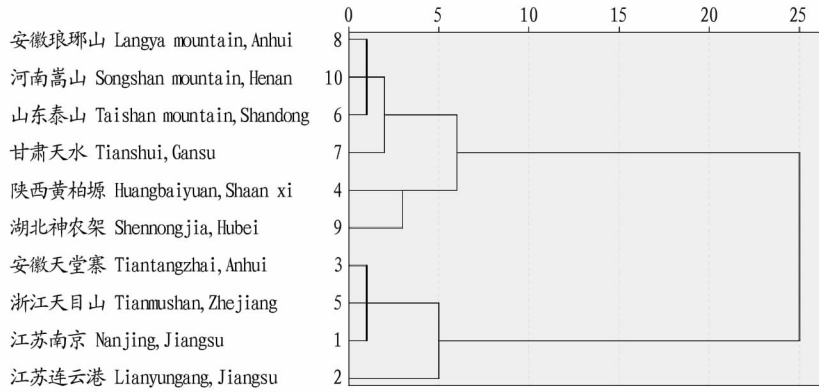 0 5 10 15 20 25
安徽琅琊山 Langya mountain,Anhui 8
河南嵩山 Songshan mountain,Henan 10
山东泰山 Taishan mountain,Shandong 6
甘肃天水 Tianshui,Gansu 7
陕西黄柏塬 Huangbaiyuan,Shaan xi 4
湖北神农架 Shennongjia,Hubei 9
安徽天堂寨 Tiantangzhai,Anhui 3
浙江天目山 Tianmushan,Zhejiang 5
江苏南京 Nanjing,Jiangsu 1
江苏连云港 Lianyungang,Jiangsu 2